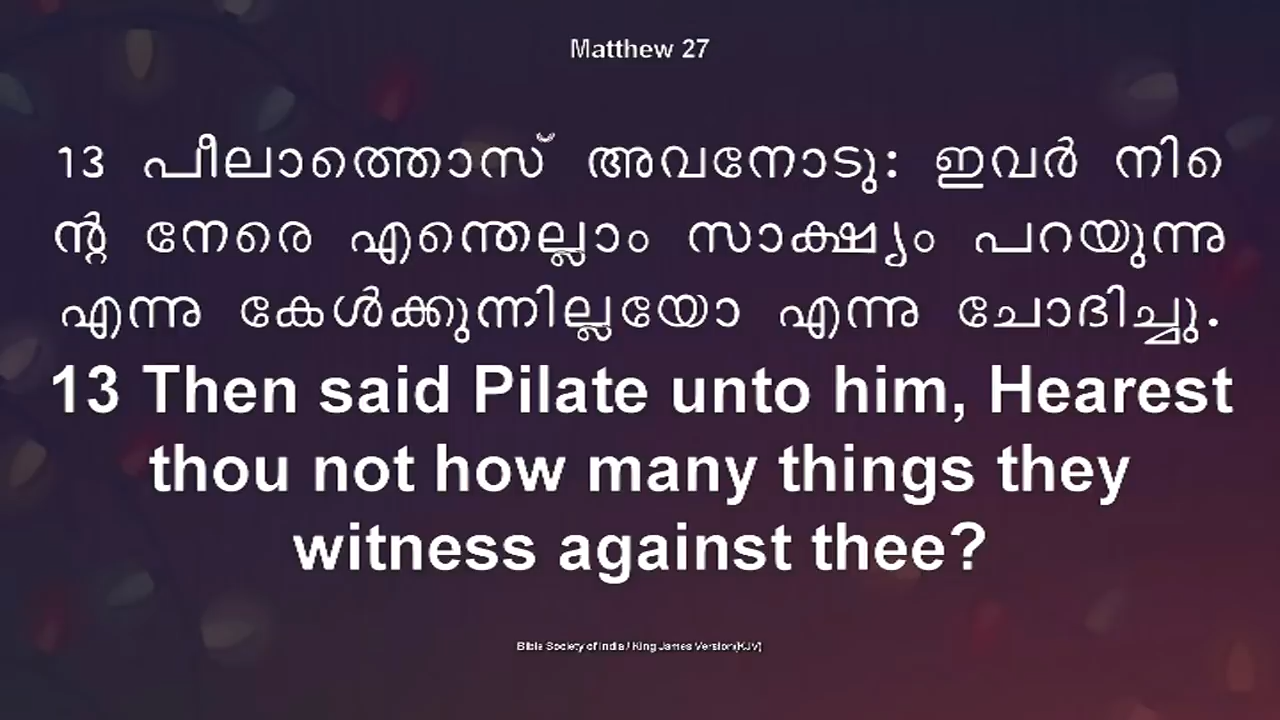 Matthew 27
13 പീലാത്തൊസ് അവനോടു: ഇവർ നിന്റെ
നേരെ എന്തെല്ലാം സാക്ഷ്യം പറയുന്നു
എന്നു കേൾക്കുന്നില്ലയോ എന്നു ചോദിച്ചു.
13 Then said Pilate unto him, Hearest
thou not how many things they
witness against thee?
Bible Society of India / King James Version(KJV)